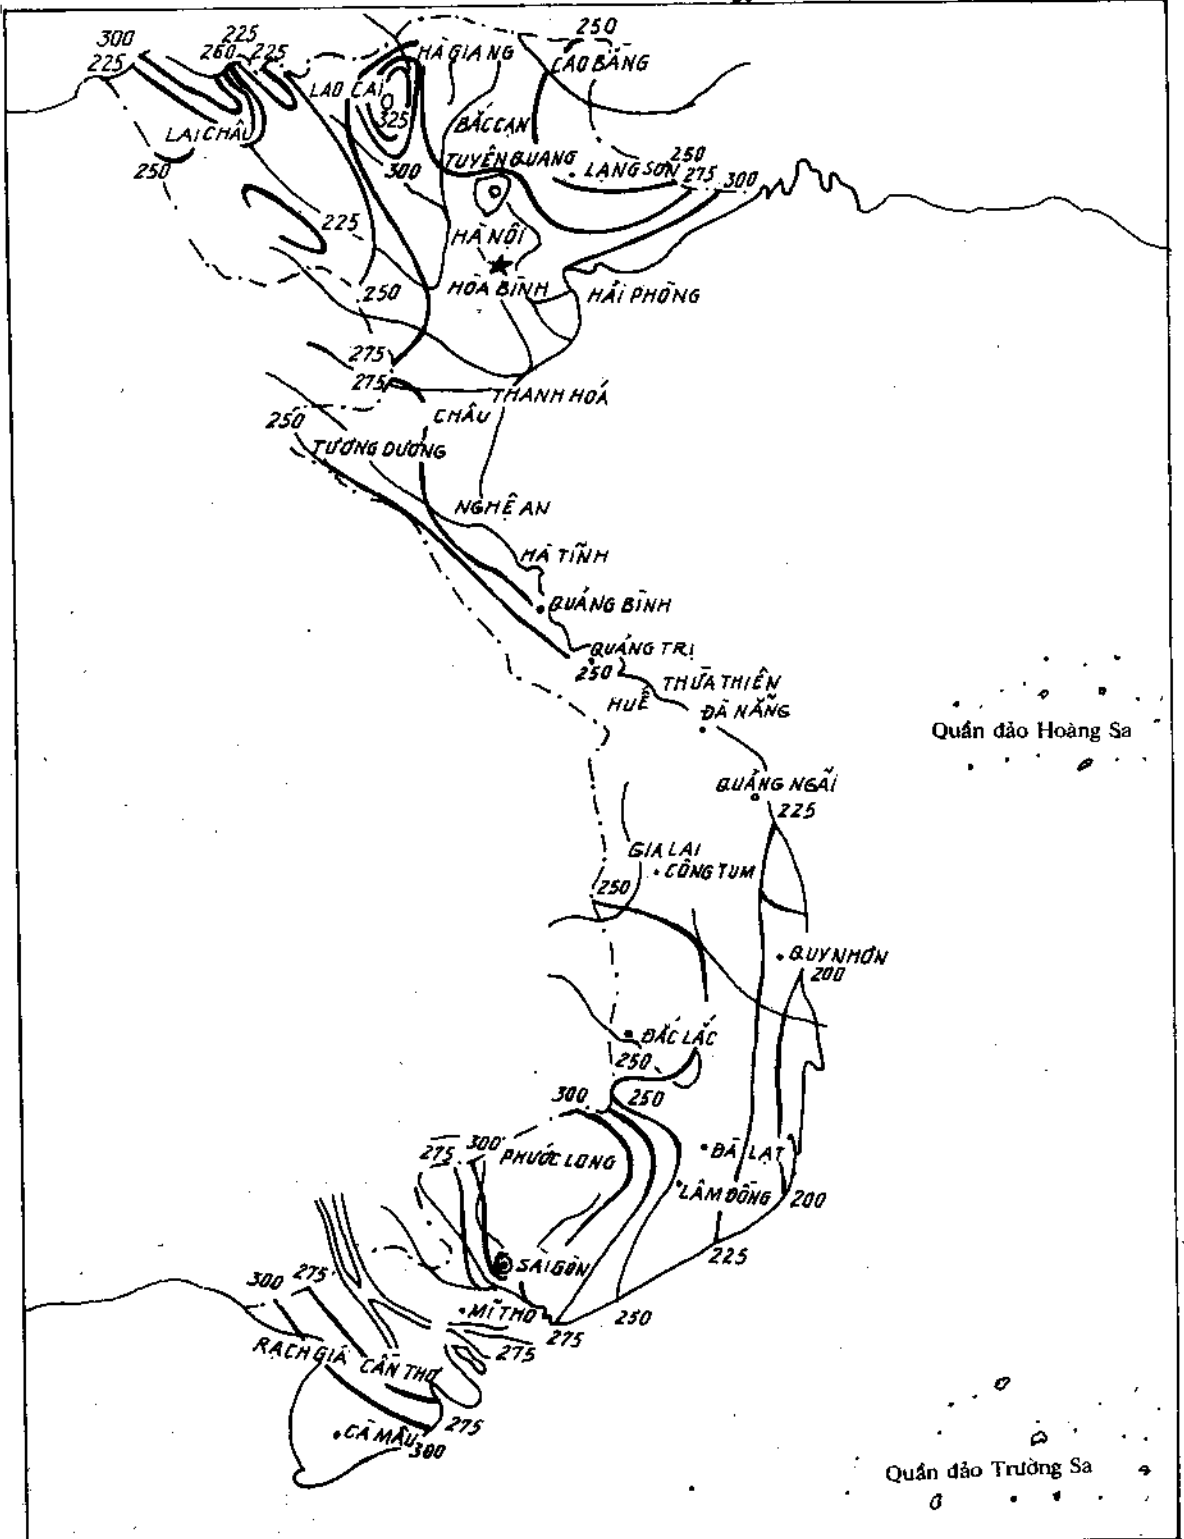 250
225
300
260 225
HÀ GIANG
225
CAO BẰNG
LAO CAI
325
BẮC CẠN
LAI CHÂU
250
TUYÊN QUANG
LẠNG SƠN
275
300
250
300
225
HÀ NỘI
HÒA BÌNH
HẢI PHÒNG
250
275
275
THANH HOÁ
CHÂU
250
TƯƠNG DƯƠNG
NGHỆ AN
HÀ TĨNH
QUẢNG BÌNH
QUẢNG TRỊ
250
THỪA THIÊN
HUẾ
ĐÀ NẴNG
Quần đảo Hoàng Sa
QUẢNG NGÃI
225
GIA LAI
CÔNG TUM
250
QUY NHƠN
200
ĐẮC LẮC
250
300
250
300
275
PHƯỚC LONG
ĐÀ LẠT
LÂM ĐỒNG
200
225
SÀI GÒN
275
300
MĨ THO
250
275
275
RẠCH GIÁ
CẦN THƠ
275
CÀ MÂU
300
Quần đảo Trường Sa